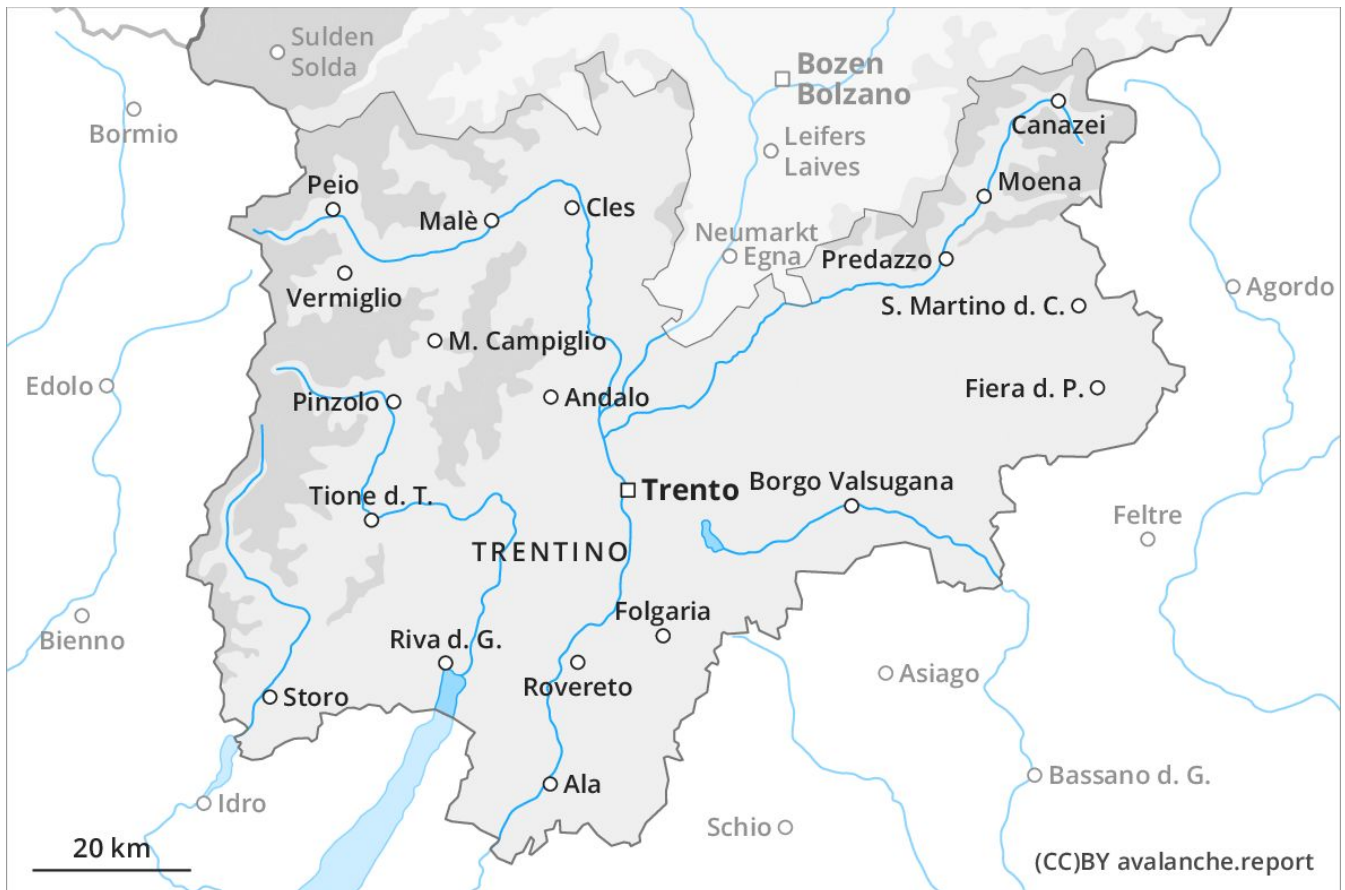 Sulden
Solda
Bozen
Bolzano
Bormio
Canazei
Leifers
Laives
Peio
Moena
Malè
Cles
Neumarkt
Egna
Predazzo
Vermiglio
Agordo
S. Martino d. C.
M. Campiglio
Edolo
Fiera d. P.
Pinzolo
Andalo
Trento
Borgo Valsugana
Tione d. T.
Feltre
TRENTINO
Folgaria
Bienno
Riva d. G.
Asiago
Rovereto
Storo
Bassano d. G.
Ala
Idro
Schio
20 km
(CC)BY avalanche.report